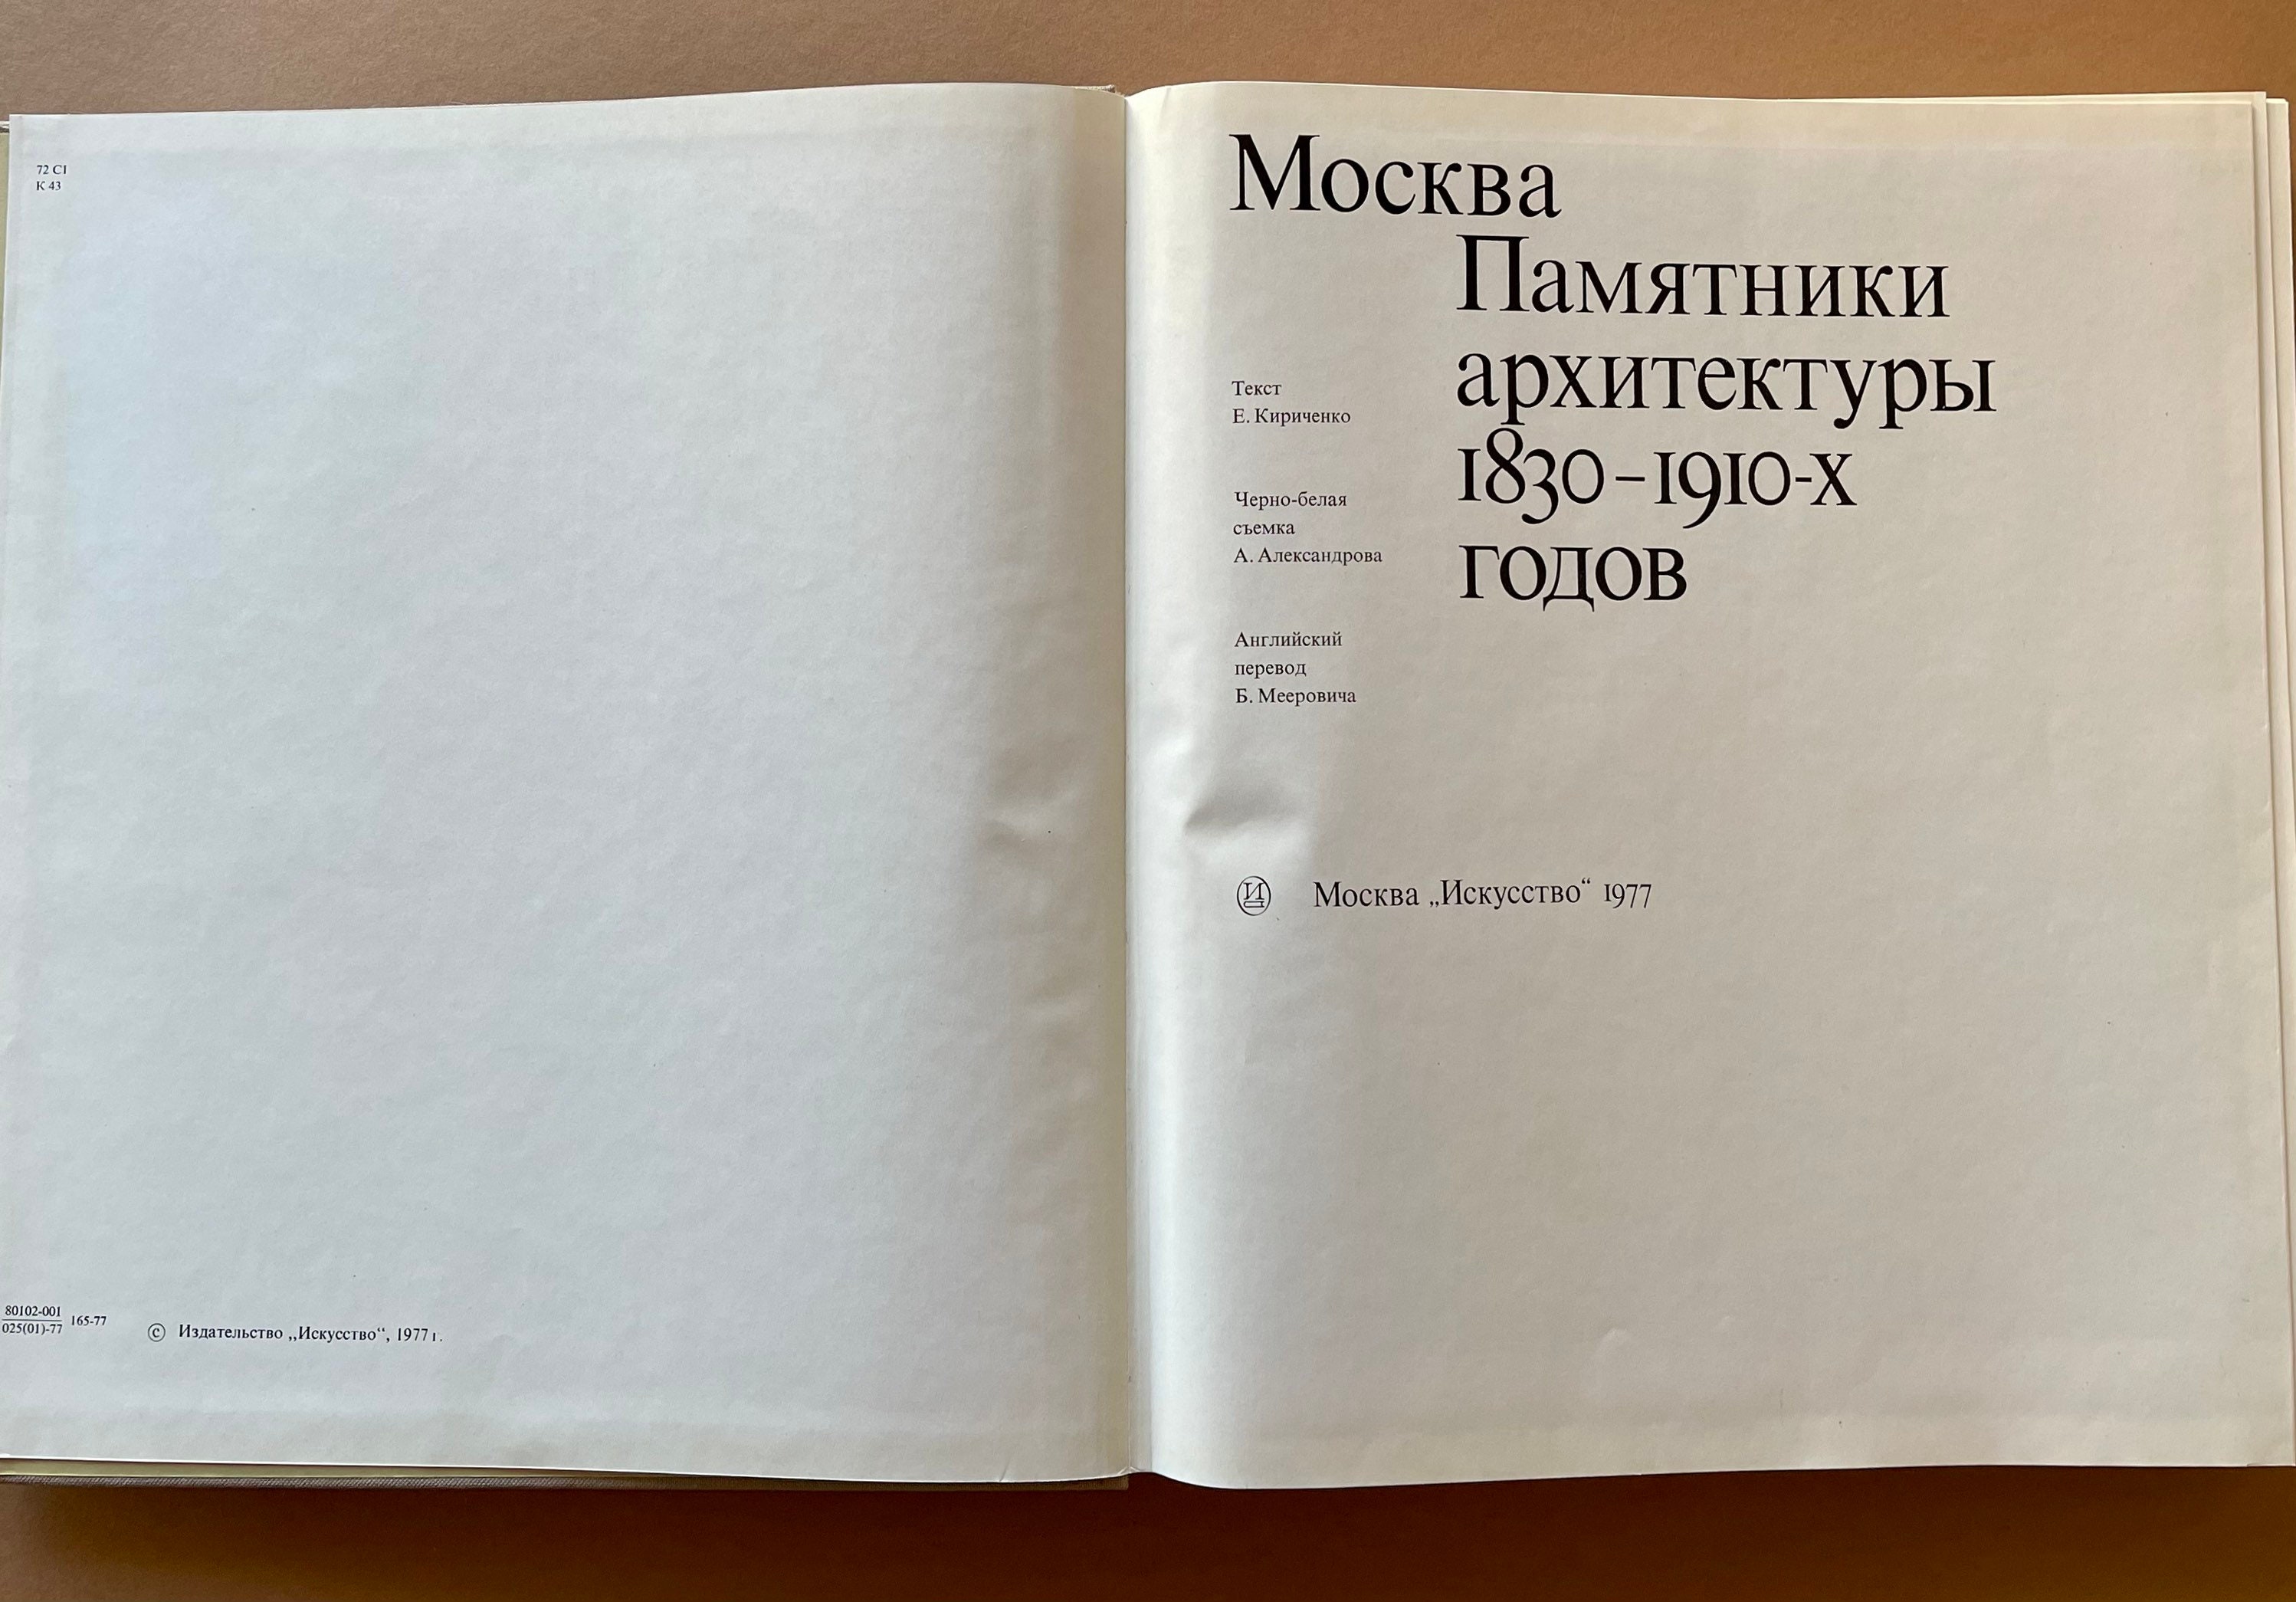 72 С1
К 43
80102-001
025(01)-77
165-77
© Издательство „Искусство“, 1977 г.
Москва
Памятники
архитектуры
1830–1910-х
годов
Текст
Е. Кириченко
Черно-белая
съемка
А. Александрова
Английский
перевод
Б. Мееровича
И
Москва „Искусство“ 1977